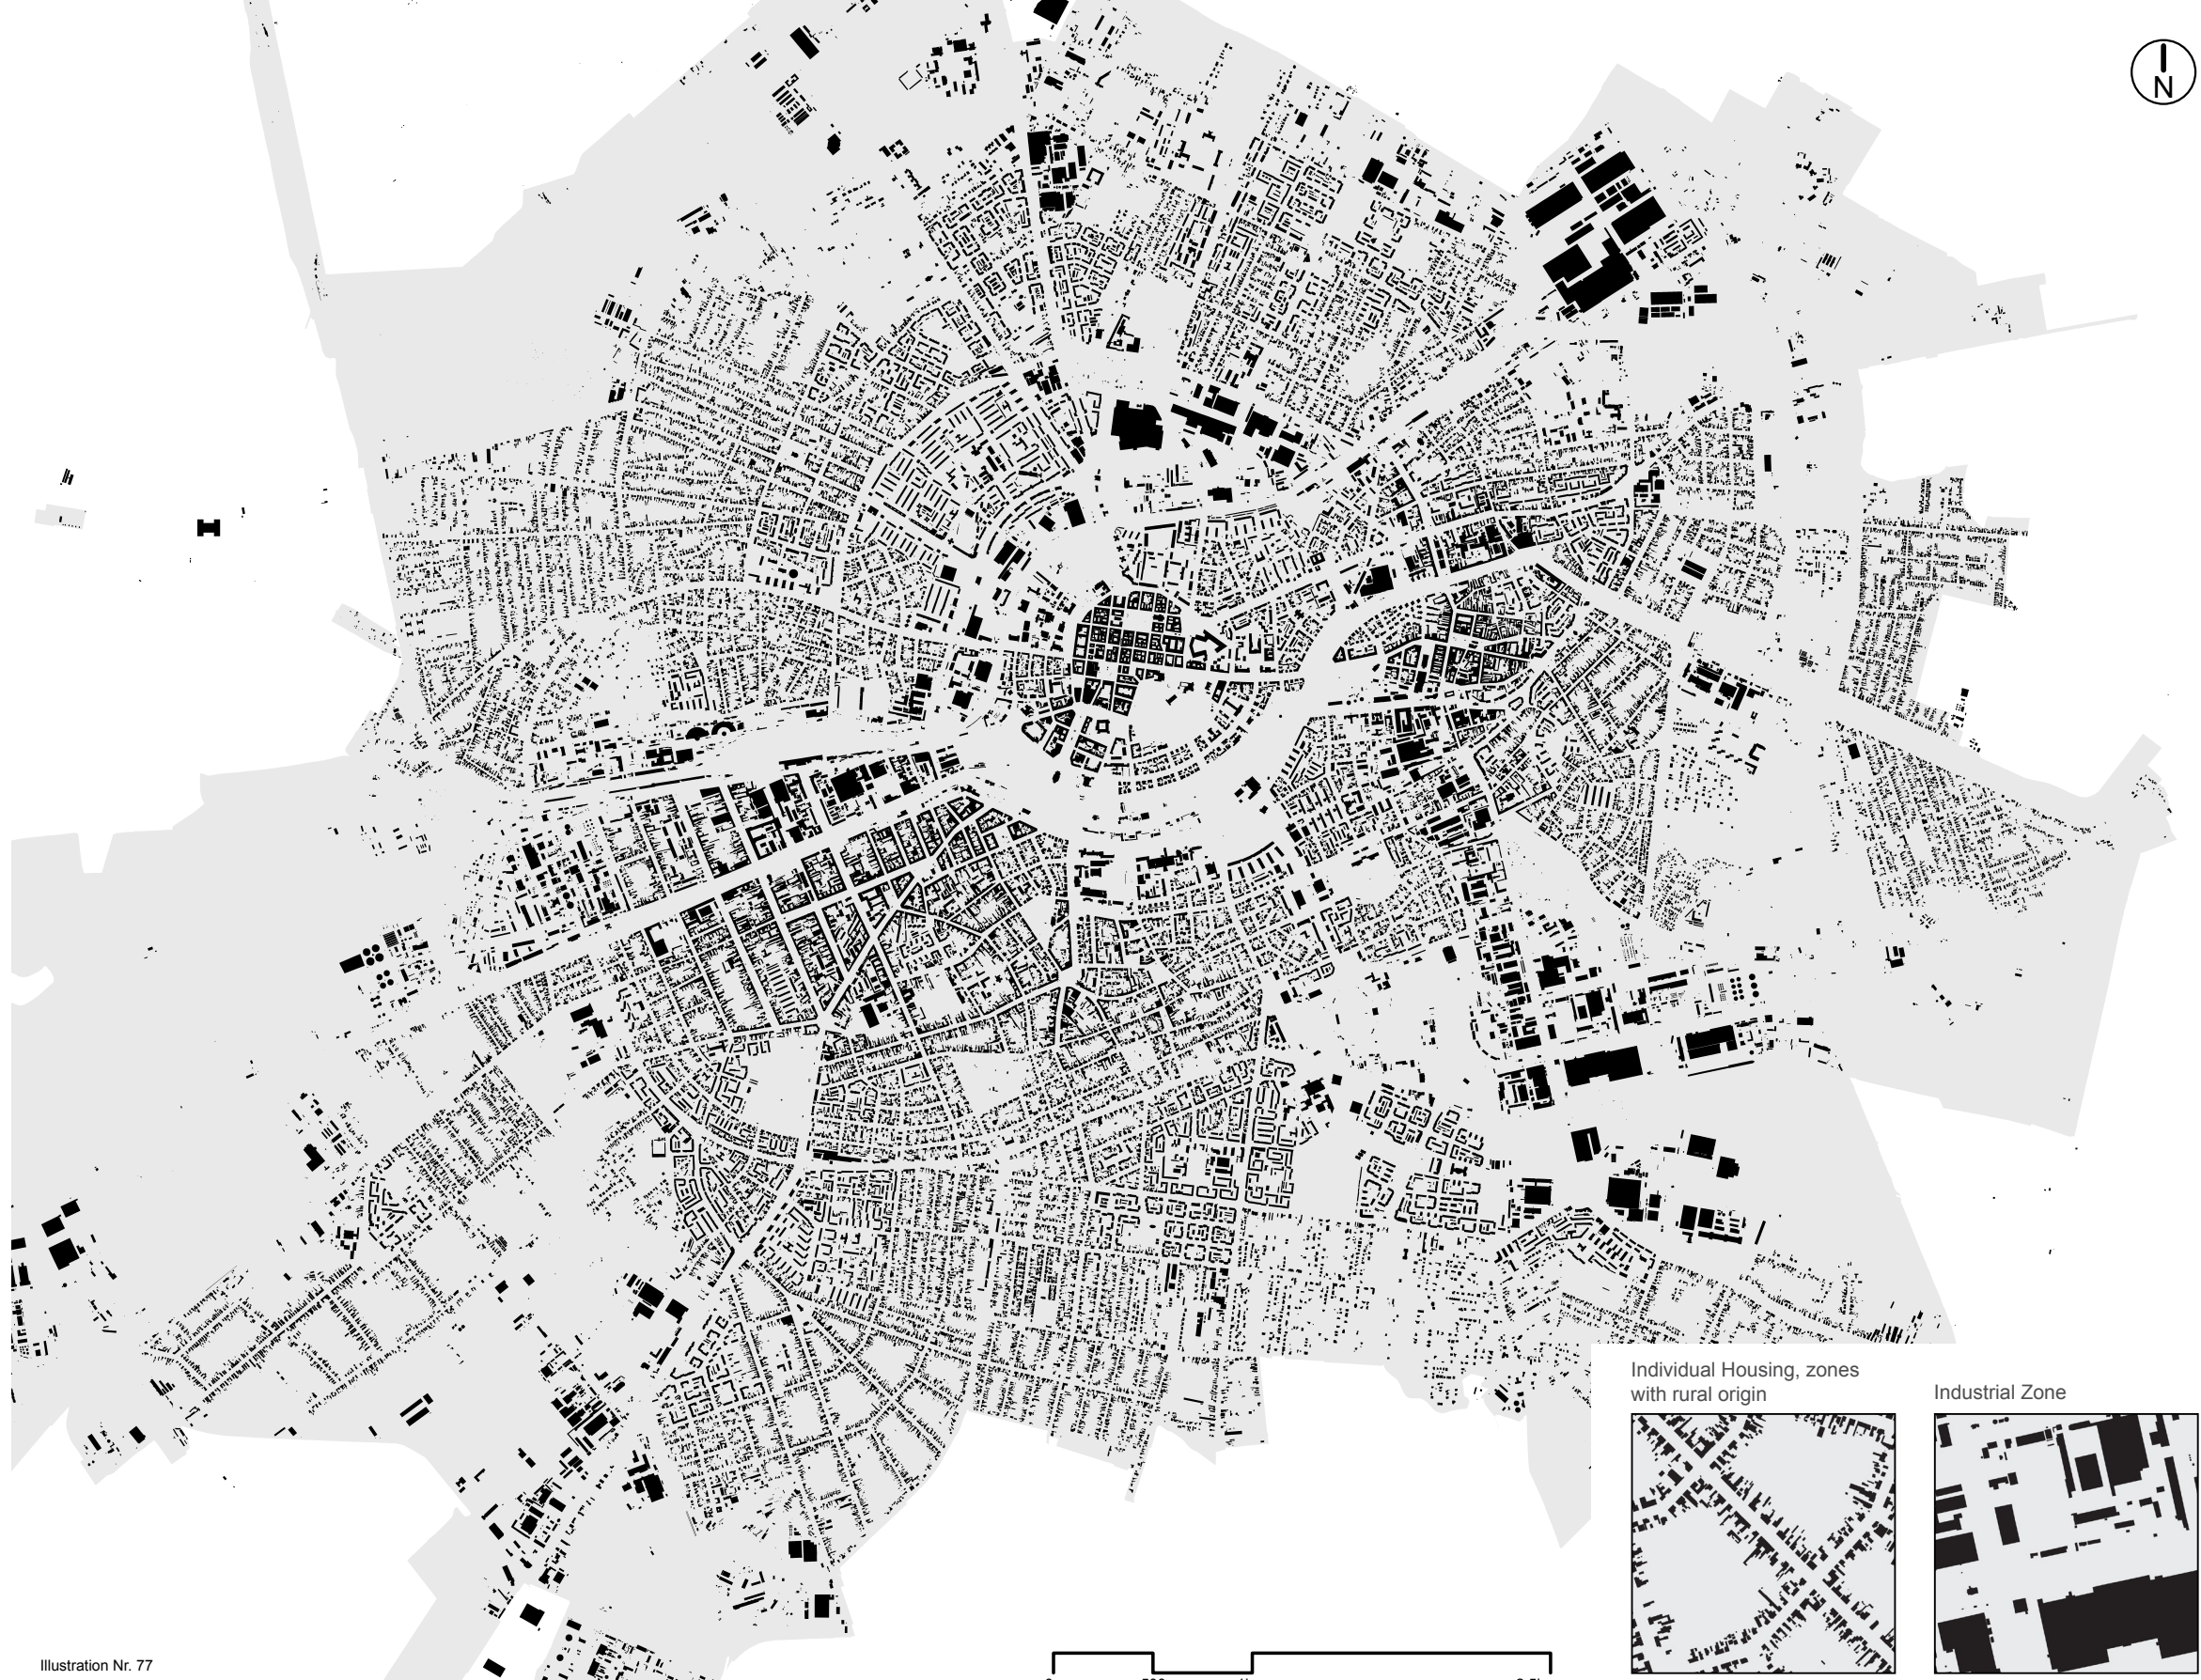 N
Individual Housing, zones
with rural origin
Industrial Zone
Illustration Nr. 77